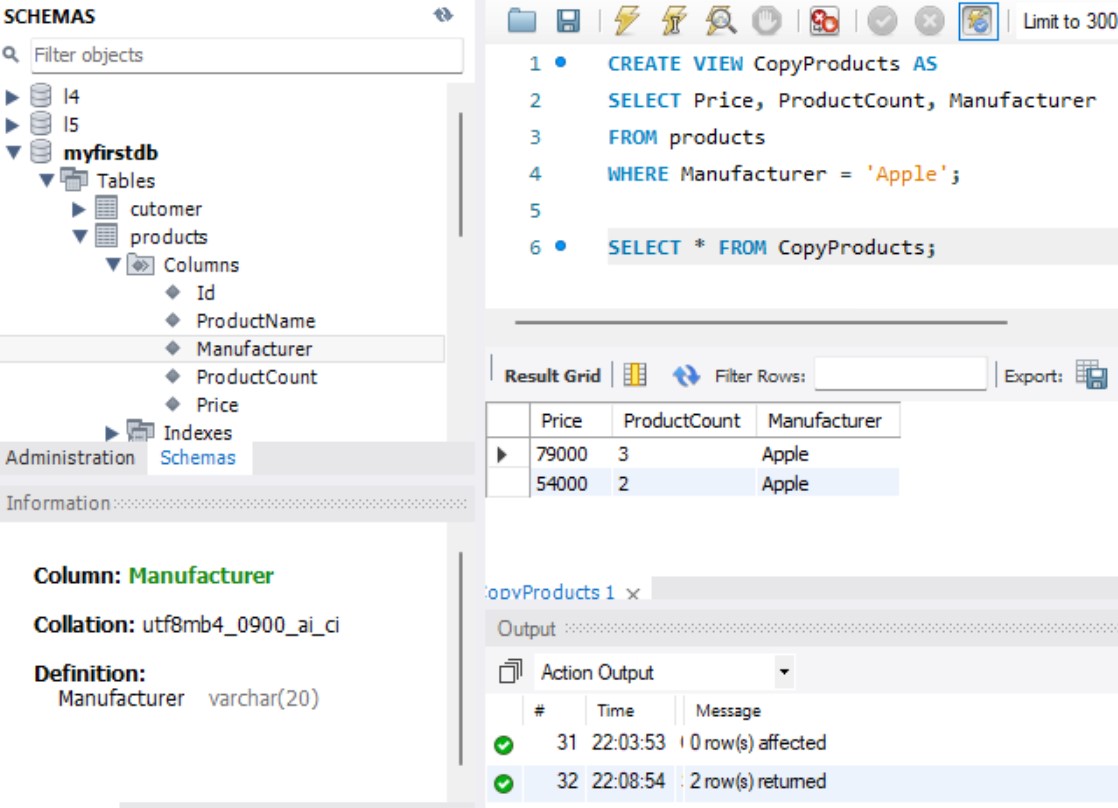 SCHEMAS
Filter objects
l4
l5
myfirstdb
Tables
cutomer
products
Columns
Id
ProductName
Manufacturer
ProductCount
Price
Indexes
Administration Schemas
Information
Column: Manufacturer
Collation: utf8mb4_0900_ai_ci
Definition:
Manufacturer varchar(20)
Limit to 300
1 CREATE VIEW CopyProducts AS
2 SELECT Price, ProductCount, Manufacturer
3 FROM products
4 WHERE Manufacturer = 'Apple';
5
6 SELECT * FROM CopyProducts;
Result Grid Filter Rows: Export:
Price ProductCount Manufacturer
79000 3 Apple
54000 2 Apple
CopyProducts 1
Output
Action Output
# Time Message
31 22:03:53 0 row(s) affected
32 22:08:54 2 row(s) returned